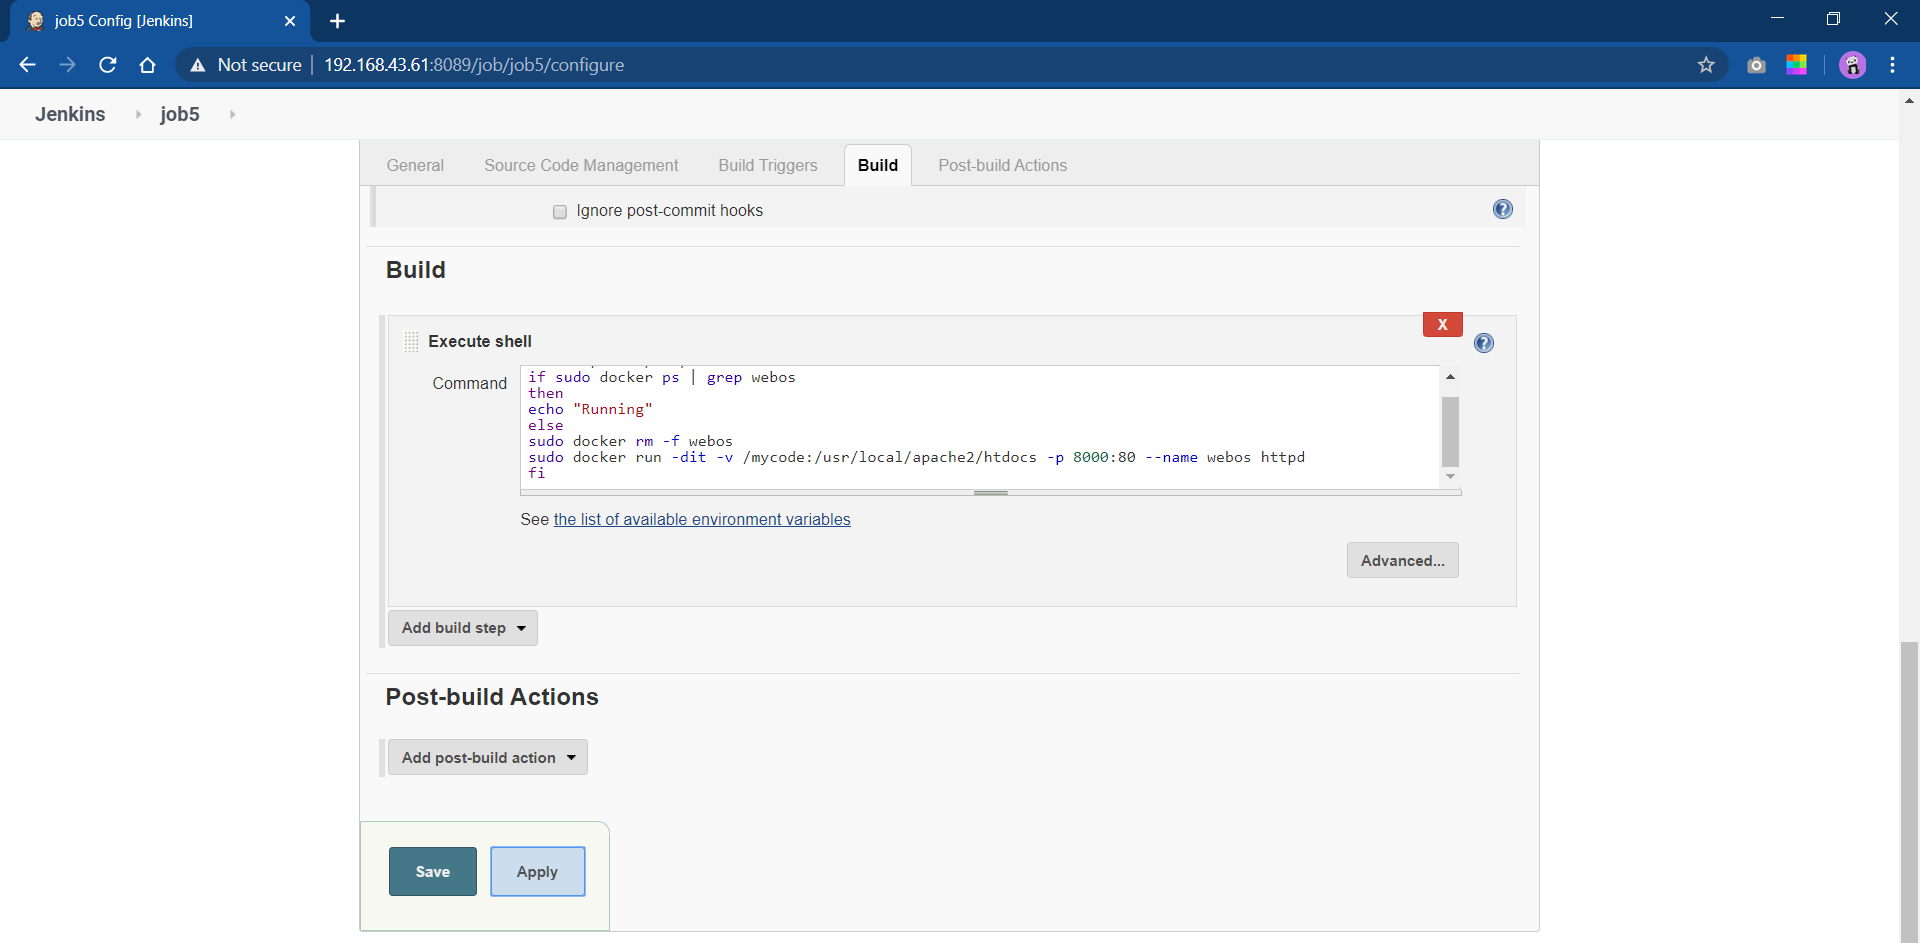 job5 Config [Jenkins]
Not secure
192.168.43.61:8089/job/job5/configure
Jenkins
job5
General
Source Code Management
Build Triggers
Build
Post-build Actions
Ignore post-commit hooks
Build
X
Execute shell
Command
if sudo docker ps | grep webos
then
echo "Running"
else
sudo docker rm -f webos
sudo docker run -dit -v /mycode:/usr/local/apache2/htdocs -p 8000:80 --name webos httpd
fi
See the list of available environment variables
Advanced...
Add build step
Post-build Actions
Add post-build action
Save
Apply